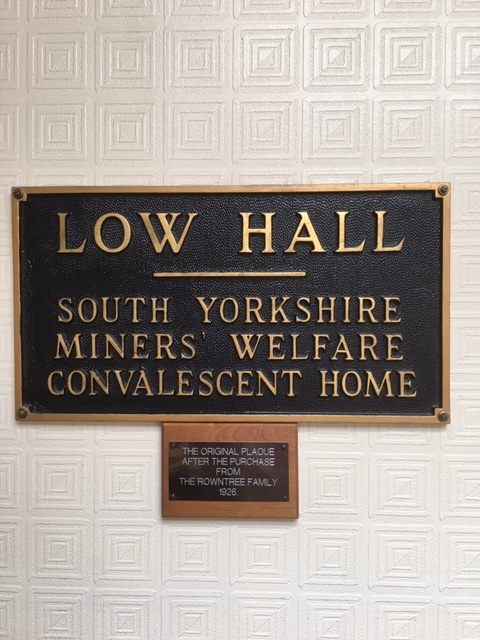 LOW HALL
SOUTH YORKSHIRE
MINERS' WELFARE
CONVALESCENT HOME
THE ORIGINAL PLAQUE
AFTER THE PURCHASE
FROM
THE ROWNTREE FAMILY
1926.